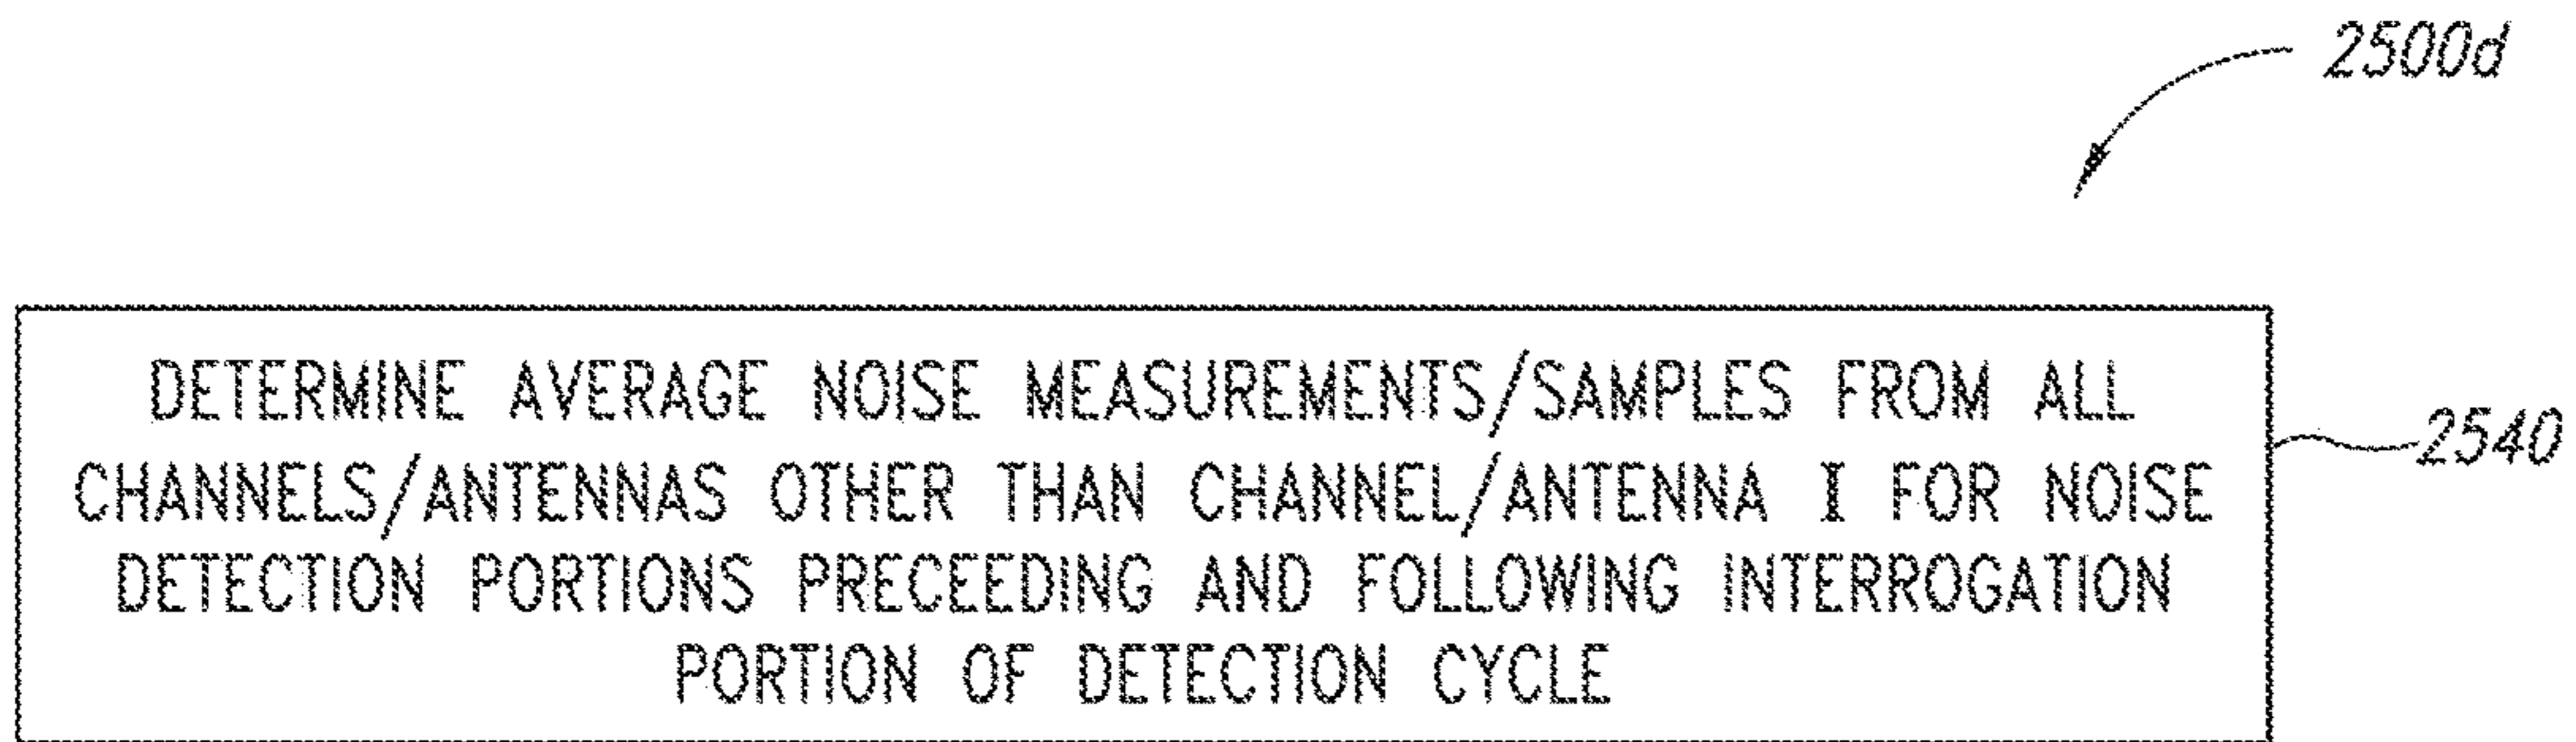 2500d
DETERMINE AVERAGE NOISE MEASUREMENTS/SAMPLES FROM ALL
CHANNELS/ANTENNAS OTHER THAN CHANNEL/ANTENNA I FOR NOISE
DETECTION PORTIONS PRECEEDING AND FOLLOWING INTERROGATION
PORTION OF DETECTION CYCLE
2540